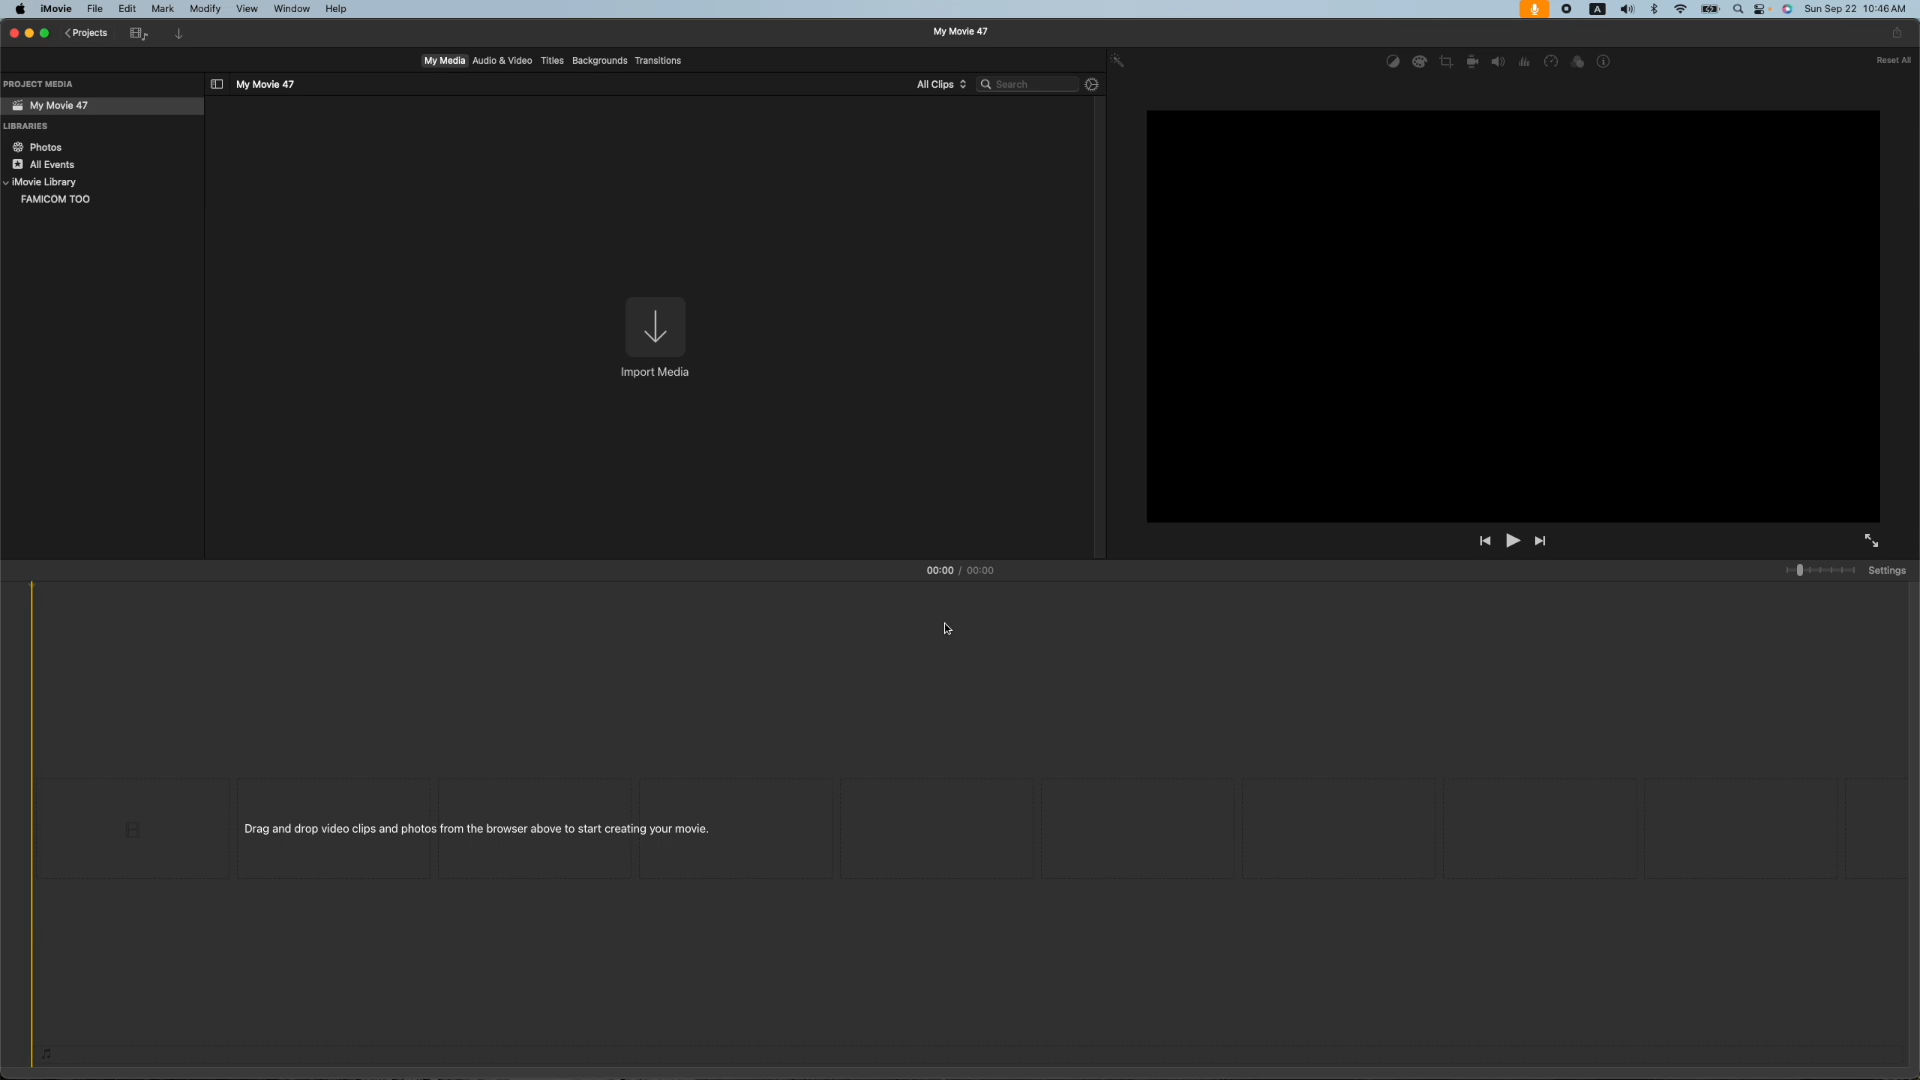 iMovie File Edit Mark Modify View Window Help A Sun Sep 22 10:46 AM
Projects My Movie 47
My Media Audio & Video Titles Backgrounds Transitions Reset All
PROJECT MEDIA My Movie 47 All Clips Search
My Movie 47
LIBRARIES
Photos
All Events
iMovie Library
FAMICOM TOO
Import Media
00:00 / 00:00 Settings
Drag and drop video clips and photos from the browser above to start creating your movie.